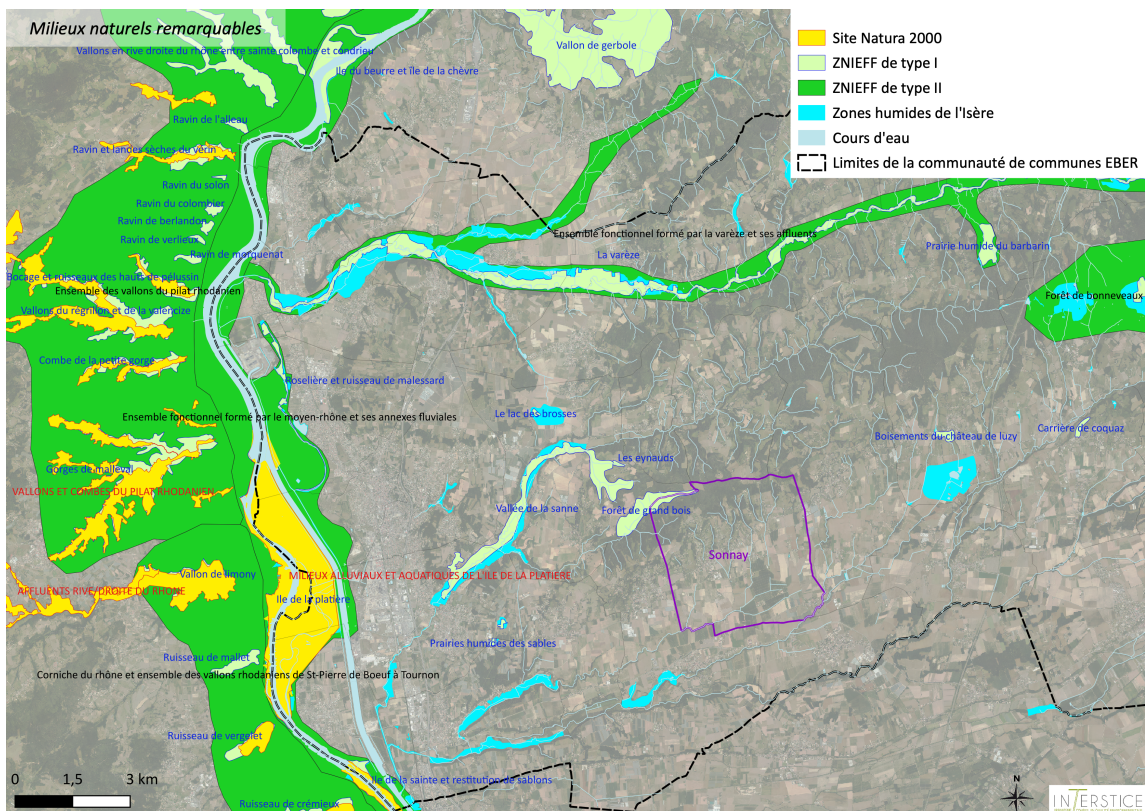 Milieux naturels remarquables
Site Natura 2000
ZNIEFF de type I
ZNIEFF de type II
Zones humides de l'Isère
Cours d'eau
Limites de la communauté de communes EBER
Vallons en rive droite du rhône entre sainte colombe et condrieu
Vallon de gerbole
Ile du beurre et île de la chèvre
Ravin de l'alleau
Ravin et landes sèches du vérin
Ravin du solon
Ravin du colombier
Ravin de berlandon
Ravin de verlieux
Ravin de morquenat
Ensemble fonctionnel formé par la varèze et ses affluents
La varèze
Prairie humide du barbarin
Bocage et ruisseaux des hauts de pélussin
Ensemble des vallons du pilat rhodanien
Forêt de bonnevaux
Vallons du régrillon et de la valencize
Combe de la petite gorge
Roselière et ruisseau de malessard
Ensemble fonctionnel formé par le moyen-rhône et ses annexes fluviales
Le lac des brosses
Carrière de coquaz
Boisements du château de luzy
Les eynauds
Gorges de malleval
VALLONS ET COMBES DU PILAT RHODANIEN
Vallée de la sanne
Forêt de grand bois
Sonnay
Vallon de limony
MILIEUX ALLUVIAUX ET AQUATIQUES DE L'ILE DE LA PLATIERE
AFFLUENTS RIVE DROITE DU RHONE
Ile de la platière
Prairies humides des sables
Ruisseau de mallet
Corniche du rhône et ensemble des vallons rhodaniens de St-Pierre de Boeuf à Tournon
Ruisseau de vergelet
Ile de la sainte et restitution de sablons
0 1,5 3 km
Ruisseau de crémieux
N
INTERSTICE